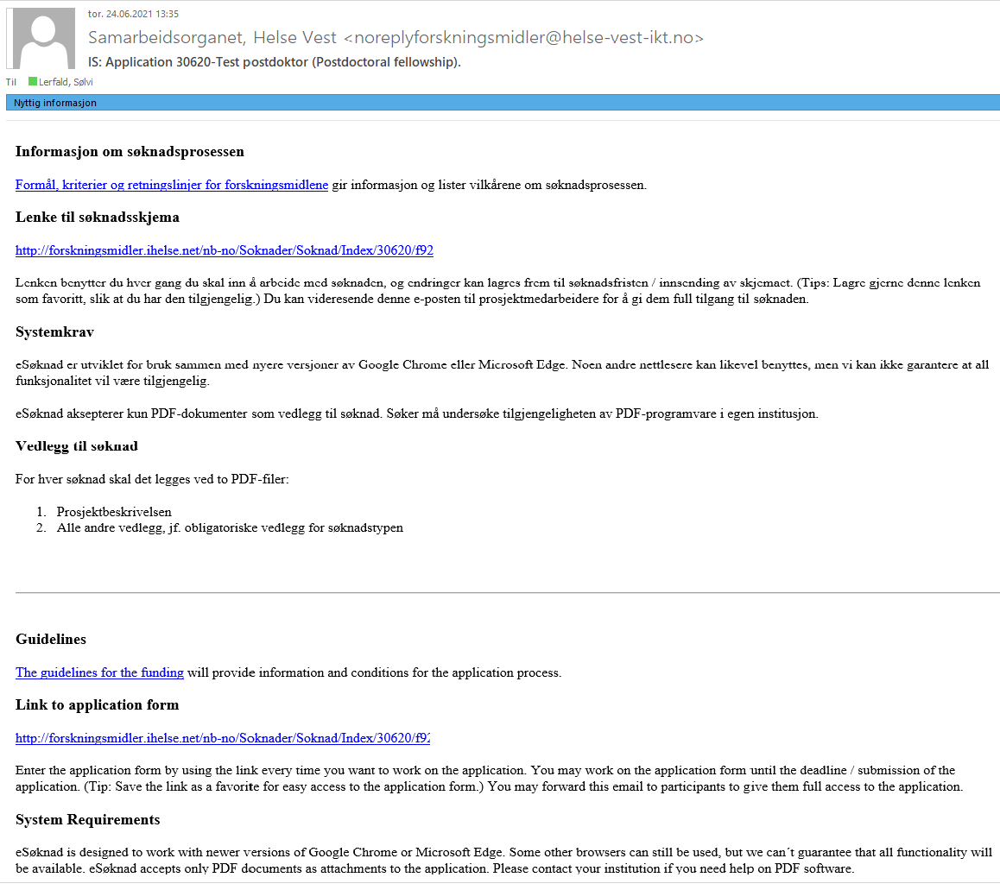 tor. 24.06.2021 13:35
Samarbeidsorganet, Helse Vest <noreplyforskningsmidler@helse-vest-ikt.no>
IS: Application 30620-Test postdoktor (Postdoctoral fellowship).
Til Lerfald, Sølvi
Nyttig informasjon
Informasjon om søknadsprosessen
Formål, kriterier og retningslinjer for forskningsmidlene gir informasjon og lister vilkårene om søknadsprosessen.
Lenke til søknadsskjema
http://forskningsmidler.ihelse.net/nb-no/Soknader/Soknad/Index/30620/f92
Lenken benytter du hver gang du skal inn å arbeide med søknaden, og endringer kan lagres frem til søknadsfristen / innsending av skjemaet. (Tips: Lagre gjerne denne lenken
som favoritt, slik at du har den tilgjengelig.) Du kan videresende denne e-posten til prosjektmedarbeidere for å gi dem full tilgang til søknaden.
Systemkrav
eSøknad er utviklet for bruk sammen med nyere versjoner av Google Chrome eller Microsoft Edge. Noen andre nettlesere kan likevel benyttes, men vi kan ikke garantere at all
funksjonalitet vil være tilgjengelig.
eSøknad aksepterer kun PDF-dokumenter som vedlegg til søknad. Søker må undersøke tilgjengeligheten av PDF-programvare i egen institusjon.
Vedlegg til søknad
For hver søknad skal det legges ved to PDF-filer:
1. Prosjektbeskrivelsen
2. Alle andre vedlegg, jf. obligatoriske vedlegg for søknadstypen
Guidelines
The guidelines for the funding will provide information and conditions for the application process.
Link to application form
http://forskningsmidler.ihelse.net/nb-no/Soknader/Soknad/Index/30620/f92
Enter the application form by using the link every time you want to work on the application. You may work on the application form until the deadline / submission of the
application. (Tip: Save the link as a favorite for easy access to the application form.) You may forward this email to participants to give them full access to the application.
System Requirements
eSøknad is designed to work with newer versions of Google Chrome or Microsoft Edge. Some other browsers can still be used, but we can´t guarantee that all functionality will
be available. eSøknad accepts only PDF documents as attachments to the application. Please contact your institution if you need help on PDF software.